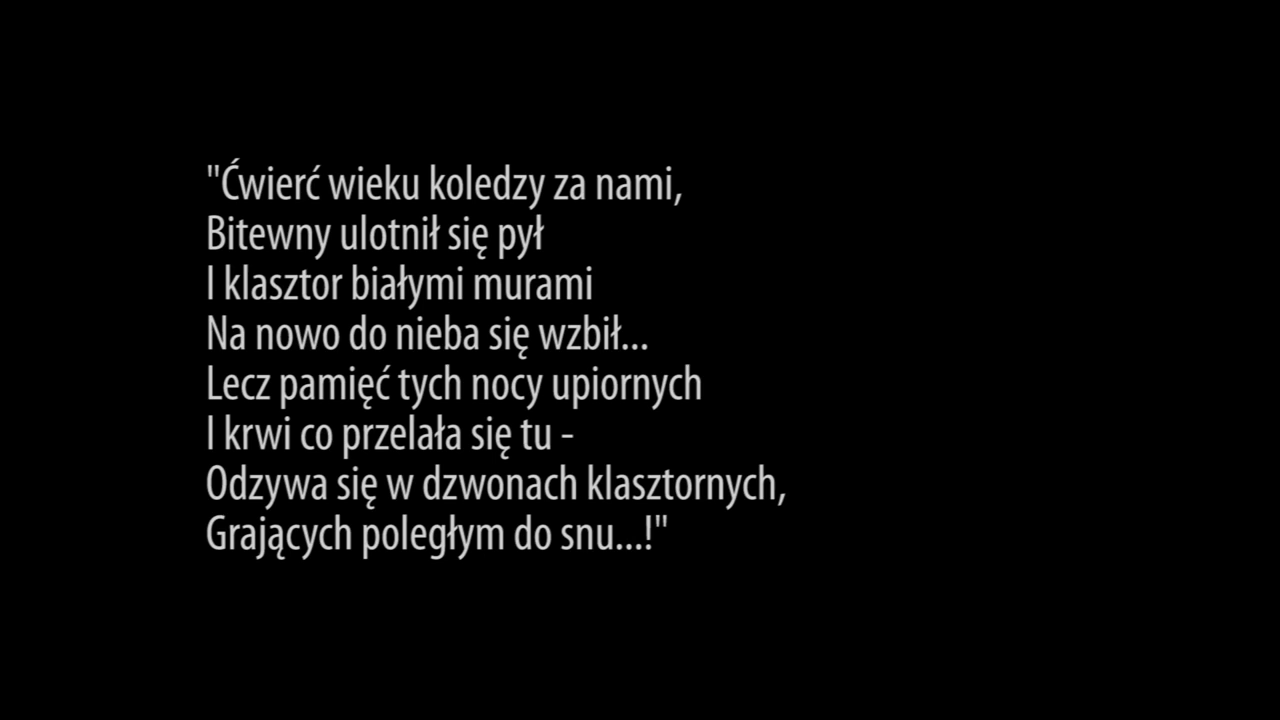 "Ćwierć wieku koledzy za nami,
Bitewny ulotnił się pył
I klasztor białymi murami
Na nowo do nieba się wzbił...
Lecz pamięć tych nocy upiornych
I krwi co przelała się tu -
Odzywa się w dzwonach klasztornych,
Grających poległym do snu...!"